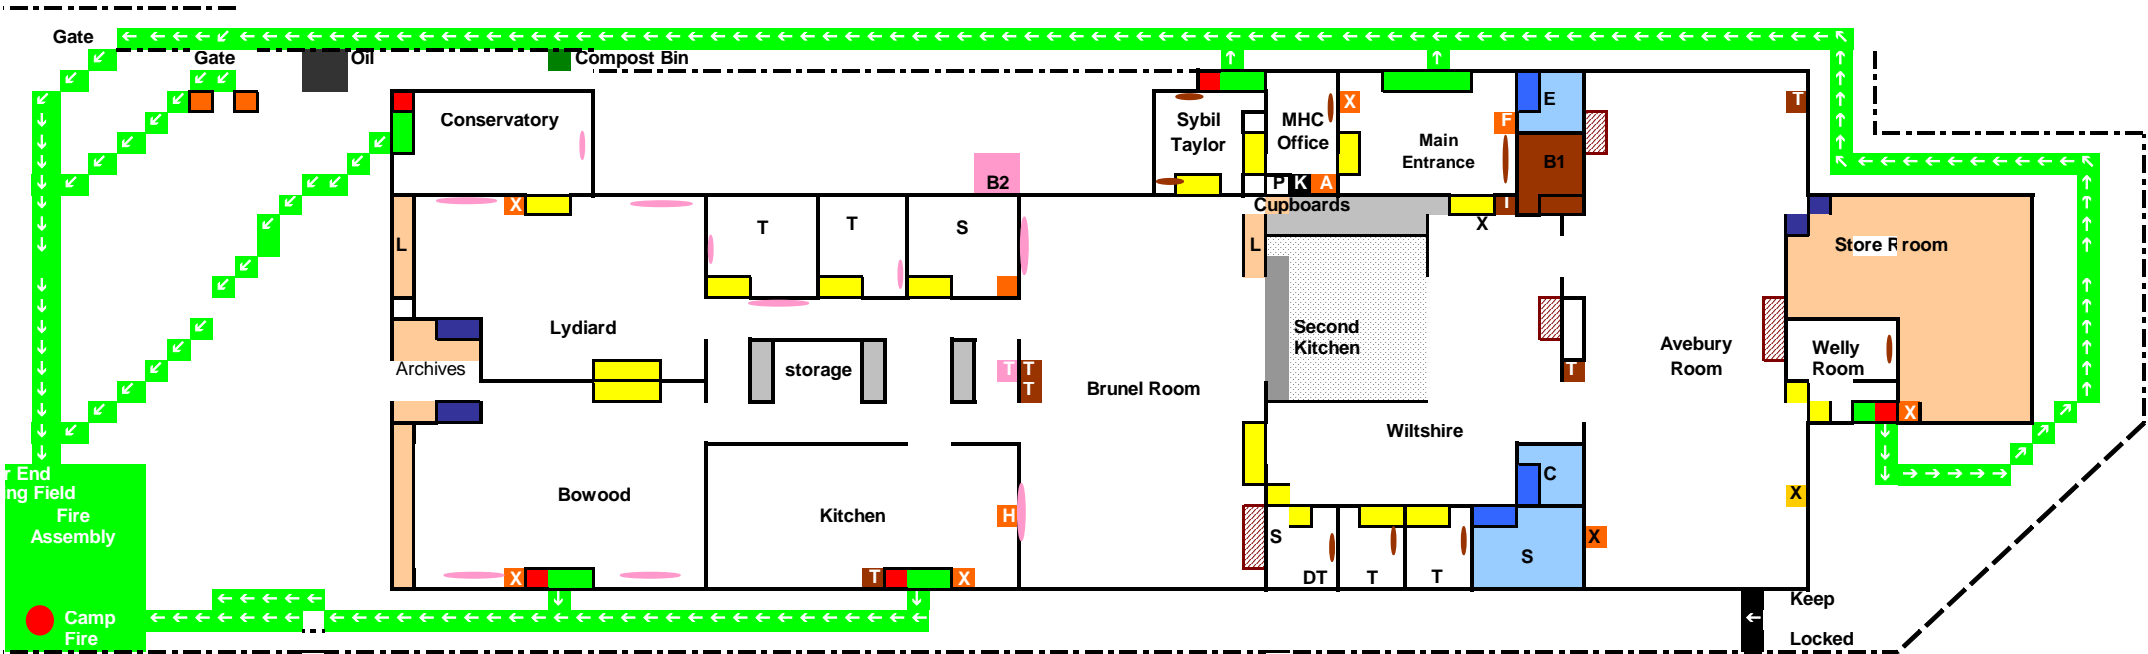 Gate
Gate
Oil
Compost Bin
Conservatory
Sybil
Taylor
MHC
Office
X
Main
Entrance
F
E
B1
T
B2
P K A
Cupboards
T
X
X
L
T
T
S
L
Store R room
Lydiard
Archives
storage
T T
T
Brunel Room
Second
Kitchen
T
Avebury
Room
Welly
Room
X
Wiltshire
C
X
r End
ng Field
Fire
Assembly
Bowood
Kitchen
H
S
DT
T
T
S
X
X
T
X
Camp
Fire
Keep
Locked